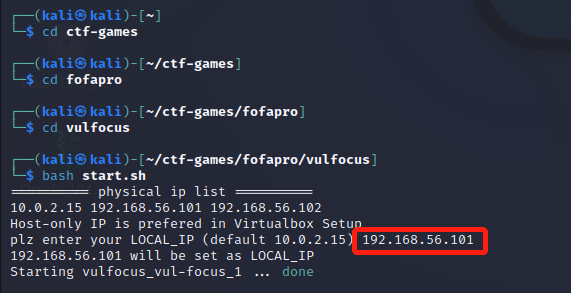 ┌──(kali㉿kali)-[~]
└─$ cd ctf-games
┌──(kali㉿kali)-[~/ctf-games]
└─$ cd fofapro
┌──(kali㉿kali)-[~/ctf-games/fofapro]
└─$ cd vulfocus
┌──(kali㉿kali)-[~/ctf-games/fofapro/vulfocus]
└─$ bash start.sh
========== physical ip list ==========
10.0.2.15 192.168.56.101 192.168.56.102
Host-only IP is prefered in Virtualbox Setup
plz enter your LOCAL_IP (default 10.0.2.15) 192.168.56.101
192.168.56.101 will be set as LOCAL_IP
Starting vulfocus_vul-focus_1 ... done